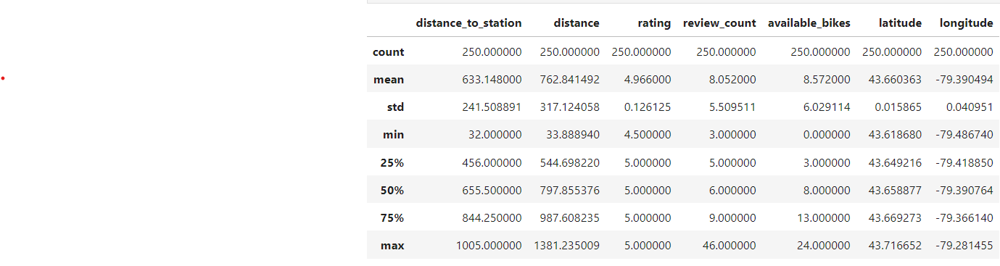 distance_to_station distance rating review_count available_bikes latitude longitude
count 250.000000 250.000000 250.000000 250.000000 250.000000 250.000000 250.000000
mean 633.148000 762.841492 4.966000 8.052000 8.572000 43.660363 -79.390494
std 241.508891 317.124058 0.126125 5.509511 6.029114 0.015865 0.040951
min 32.000000 33.888940 4.500000 3.000000 0.000000 43.618680 -79.486740
25% 456.000000 544.698220 5.000000 5.000000 3.000000 43.649216 -79.418850
50% 655.500000 797.855376 5.000000 6.000000 8.000000 43.658877 -79.390764
75% 844.250000 987.608235 5.000000 9.000000 13.000000 43.669273 -79.366140
max 1005.000000 1381.235009 5.000000 46.000000 24.000000 43.716652 -79.281455